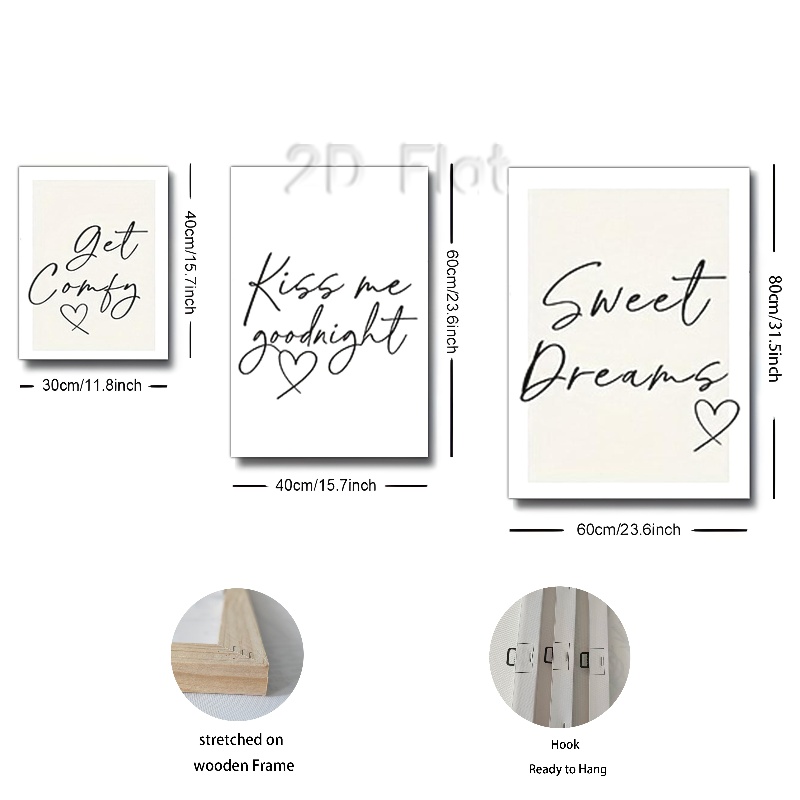 2D Flat
Get
Comfy
40cm/15.7inch
30cm/11.8inch
Kiss me
goodnight
60cm/23.6inch
40cm/15.7inch
Sweet
Dreams
80cm/31.5inch
60cm/23.6inch
stretched on
wooden Frame
Hook
Ready to Hang